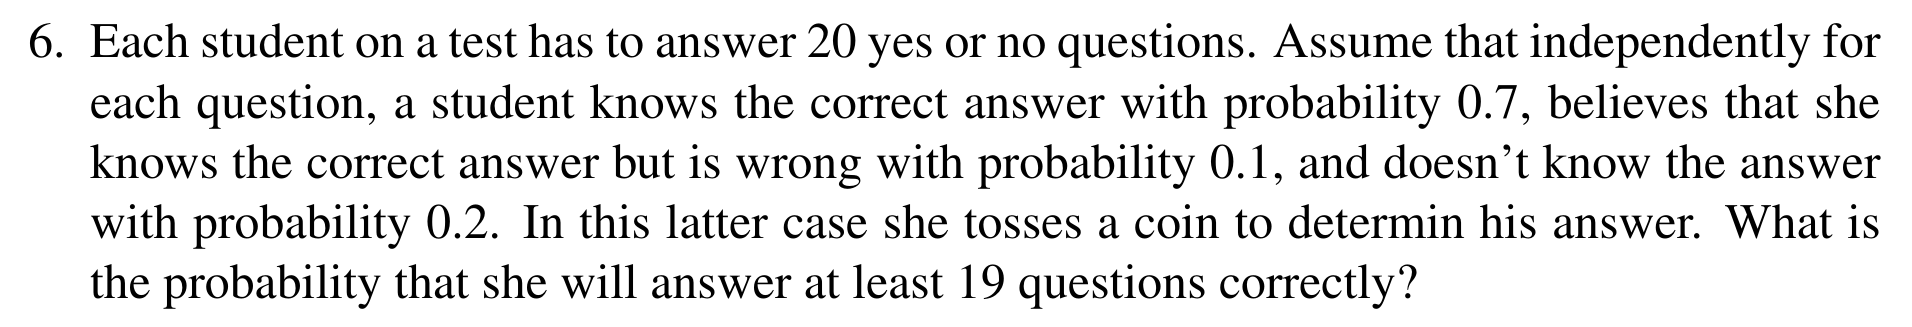 6. Each student on a test has to answer 20 yes or no questions. Assume that independently for
each question, a student knows the correct answer with probability 0.7, believes that she
knows the correct answer but is wrong with probability 0.1, and doesn’t know the answer
with probability 0.2. In this latter case she tosses a coin to determin his answer. What is
the probability that she will answer at least 19 questions correctly?